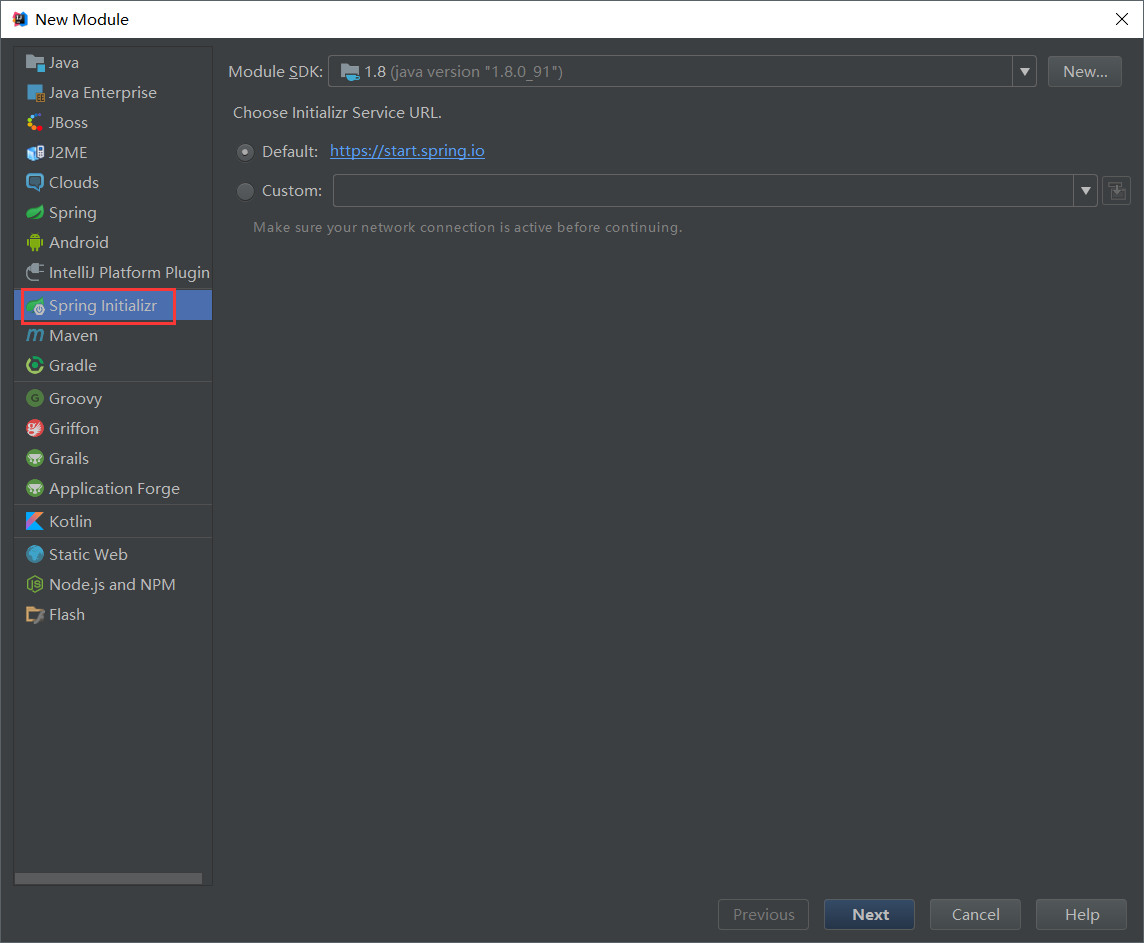 New Module
Java
Java Enterprise
JBoss
J2ME
Clouds
Spring
Android
IntelliJ Platform Plugin
Spring Initializr
Maven
Gradle
Groovy
Griffon
Grails
Application Forge
Kotlin
Static Web
Node.js and NPM
Flash
Module SDK: 1.8 (java version "1.8.0_91") New...
Choose Initializr Service URL.
Default: https://start.spring.io
Custom:
Make sure your network connection is active before continuing.
Previous Next Cancel Help